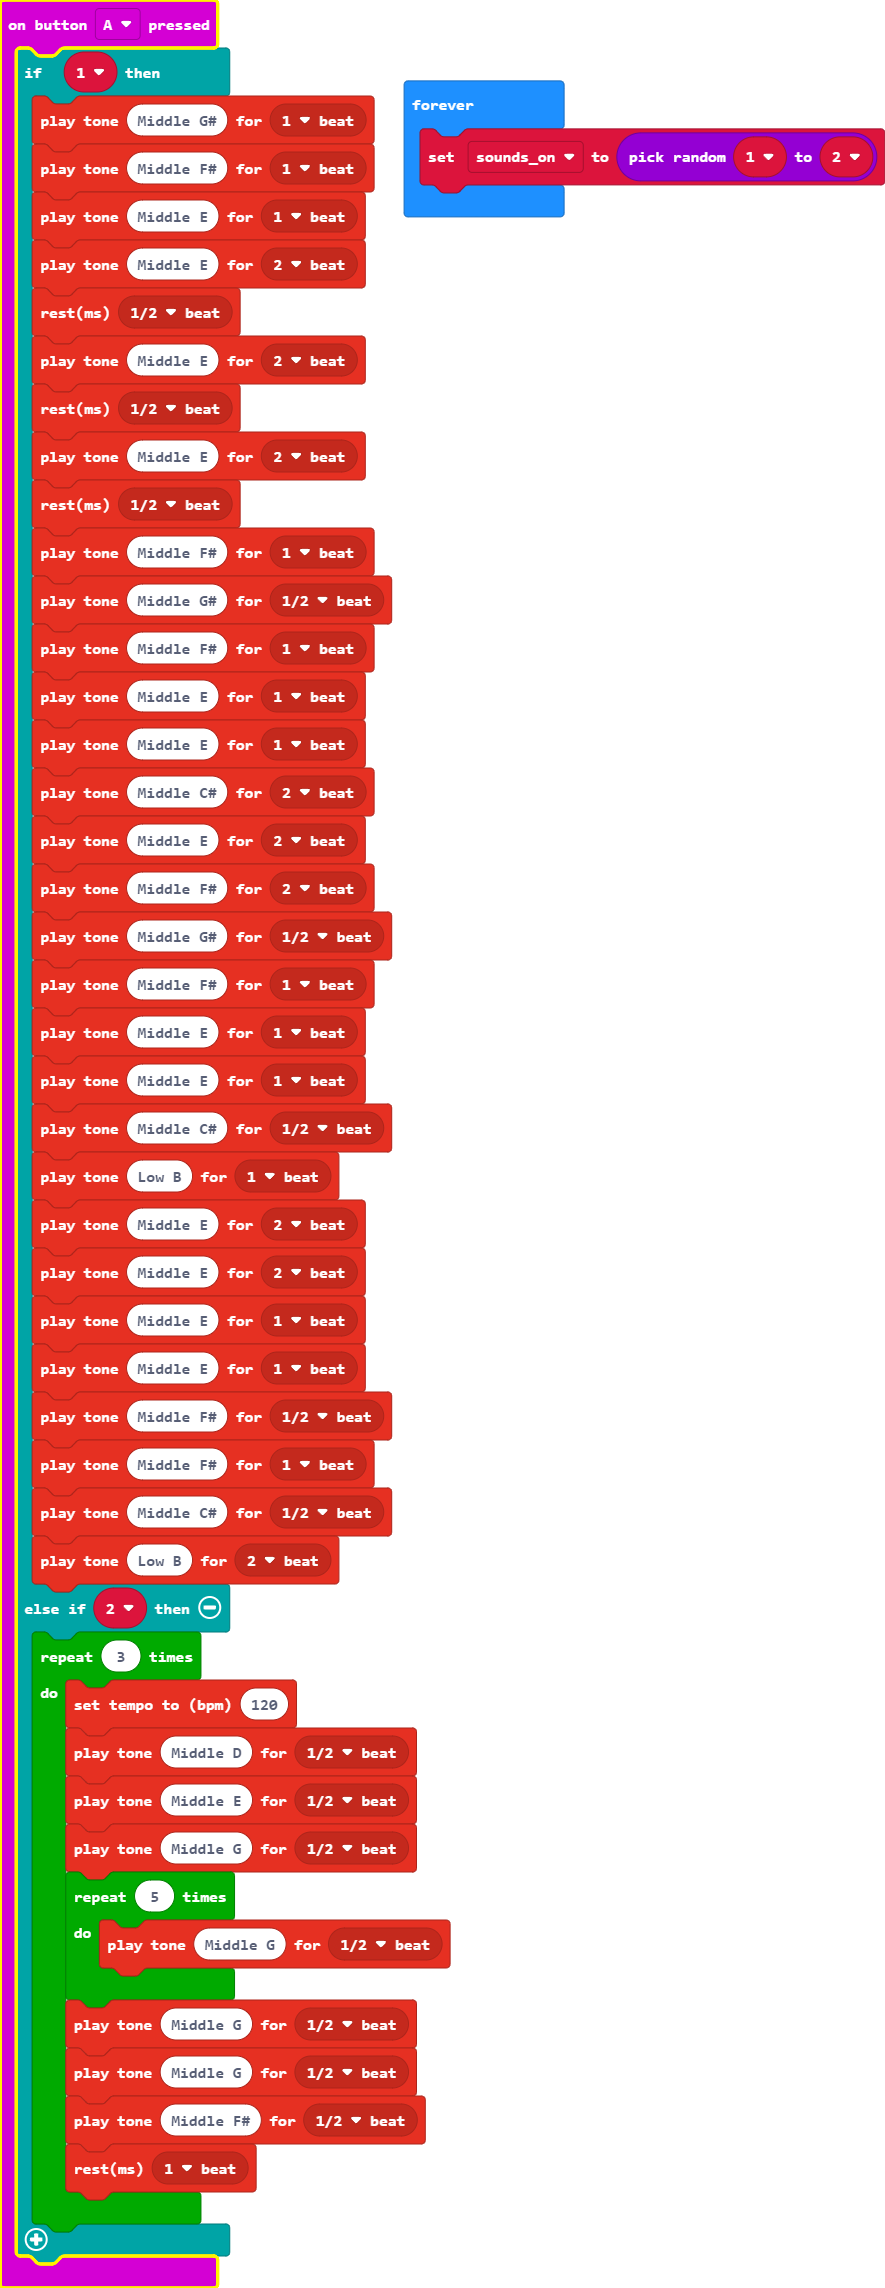 on button A pressed
if 1 then
play tone Middle G# for 1 beat
play tone Middle F# for 1 beat
play tone Middle E for 1 beat
play tone Middle E for 2 beat
rest(ms) 1/2 beat
play tone Middle E for 2 beat
rest(ms) 1/2 beat
play tone Middle E for 2 beat
rest(ms) 1/2 beat
play tone Middle F# for 1 beat
play tone Middle G# for 1/2 beat
play tone Middle F# for 1 beat
play tone Middle E for 1 beat
play tone Middle E for 1 beat
play tone Middle C# for 2 beat
play tone Middle E for 2 beat
play tone Middle F# for 2 beat
play tone Middle G# for 1/2 beat
play tone Middle F# for 1 beat
play tone Middle E for 1 beat
play tone Middle E for 1 beat
play tone Middle C# for 1/2 beat
play tone Low B for 1 beat
play tone Middle E for 2 beat
play tone Middle E for 2 beat
play tone Middle E for 1 beat
play tone Middle E for 1 beat
play tone Middle F# for 1/2 beat
play tone Middle F# for 1 beat
play tone Middle C# for 1/2 beat
play tone Low B for 2 beat
else if 2 then
repeat 3 times
do
set tempo to (bpm) 120
play tone Middle D for 1/2 beat
play tone Middle E for 1/2 beat
play tone Middle G for 1/2 beat
repeat 5 times
do
play tone Middle G for 1/2 beat
play tone Middle G for 1/2 beat
play tone Middle G for 1/2 beat
play tone Middle F# for 1/2 beat
rest(ms) 1 beat
forever
set sounds_on to pick random 1 to 2